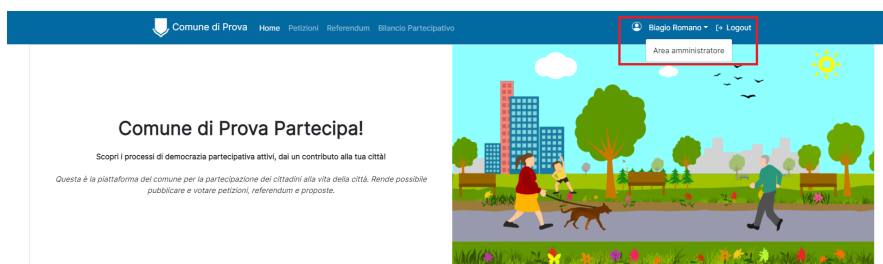 Comune di Prova Home Petizioni Referendum Bilancio Partecipativo Biagio Romano Logout
Area amministratore
Comune di Prova Partecipa!
Scopri i processi di democrazia partecipativa attivi, dai un contributo alla tua città!
Questa è la piattaforma del comune per la partecipazione dei cittadini alla vita della città. Rende possibile
pubblicare e votare petizioni, referendum e proposte.